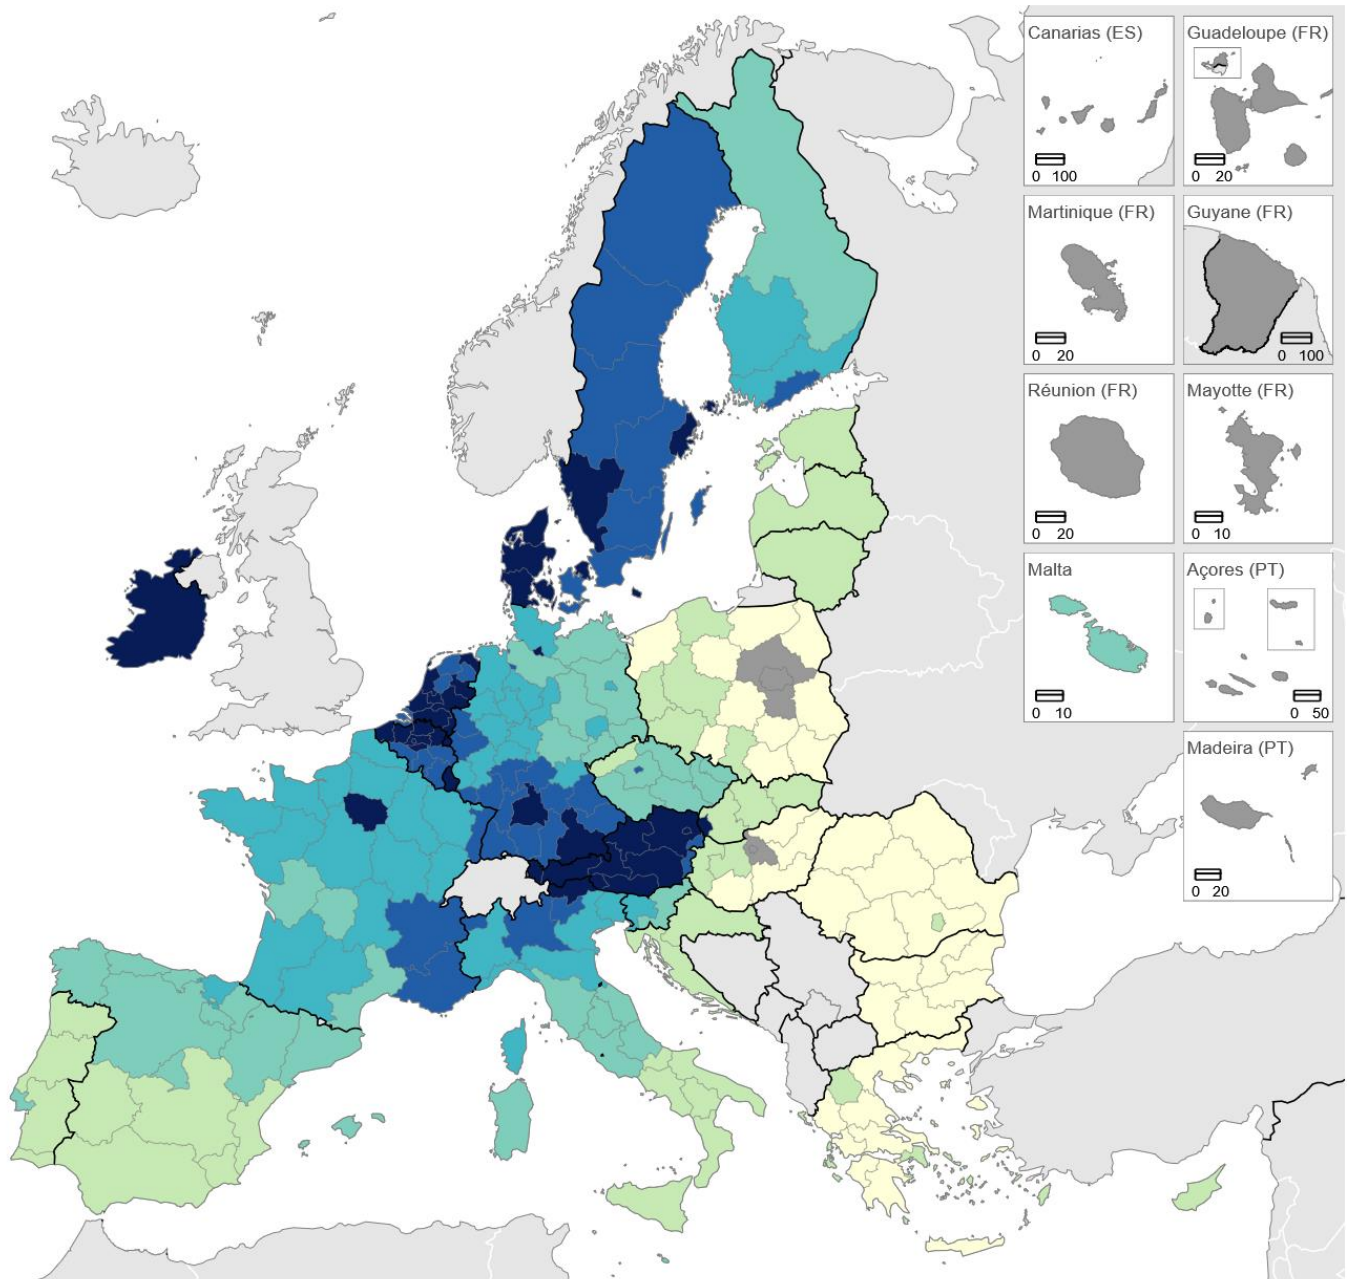 Canarias (ES)
0 100
Guadeloupe (FR)
0 20
Martinique (FR)
0 20
Guyane (FR)
0 100
Réunion (FR)
0 20
Mayotte (FR)
0 10
Malta
0 10
Açores (PT)
0 50
Madeira (PT)
0 20